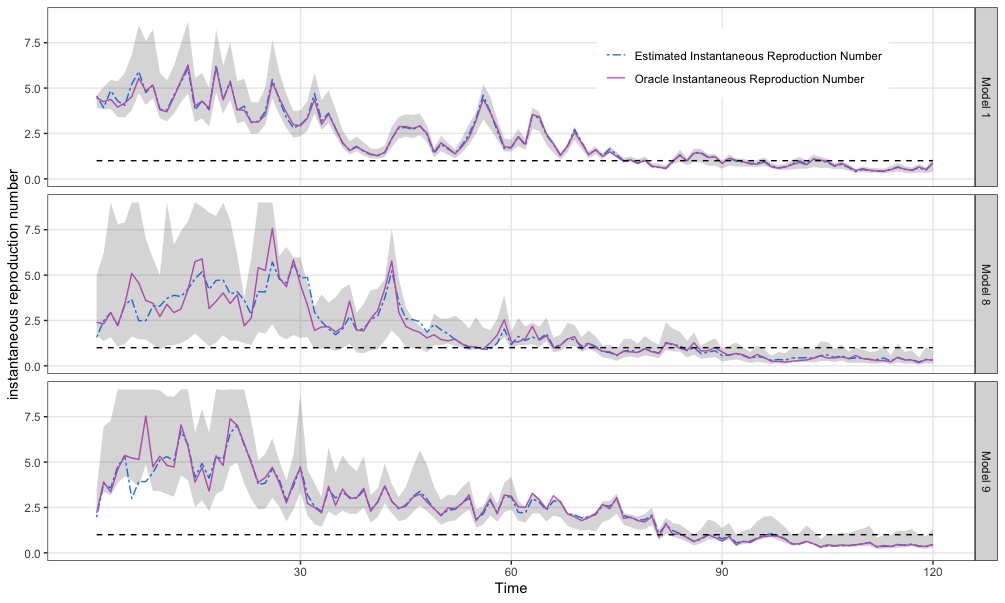 instantaneous reproduction number
7.5
5.0
2.5
0.0
Estimated Instantaneous Reproduction Number
Oracle Instantaneous Reproduction Number
Model 1
7.5
5.0
2.5
0.0
Model 8
7.5
5.0
2.5
0.0
Model 9
30
60
90
120
Time